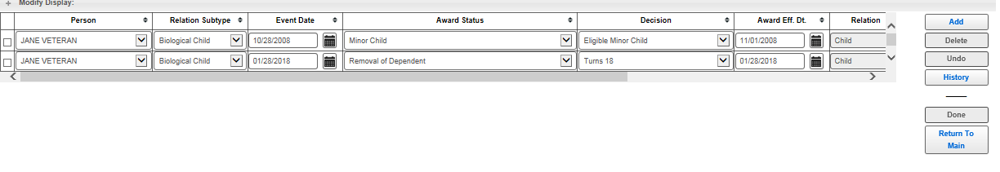 Modify Display:
Person Relation Subtype Event Date Award Status Decision Award Eff. Dt. Relation
JANE VETERAN Biological Child 10/28/2008 Minor Child Eligible Minor Child 11/01/2008 Child
JANE VETERAN Biological Child 01/28/2018 Removal of Dependent Turns 18 01/28/2018 Child
Add
Delete
Undo
History
Done
Return To
Main